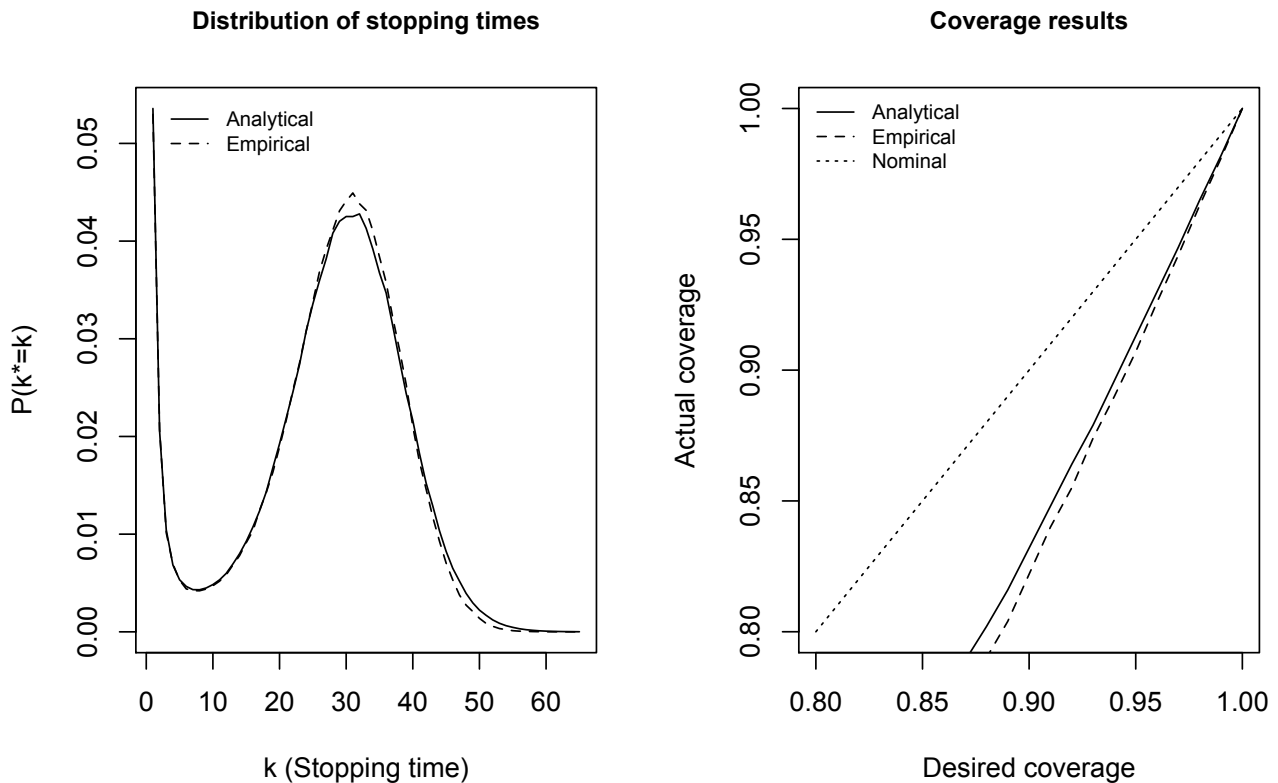 Distribution of stopping times
Analytical
Empirical
P(k*=k)
0.00
0.01
0.02
0.03
0.04
0.05
0 10 20 30 40 50 60
k (Stopping time)
Coverage results
Analytical
Empirical
Nominal
Actual coverage
0.80
0.85
0.90
0.95
1.00
0.80 0.85 0.90 0.95 1.00
Desired coverage